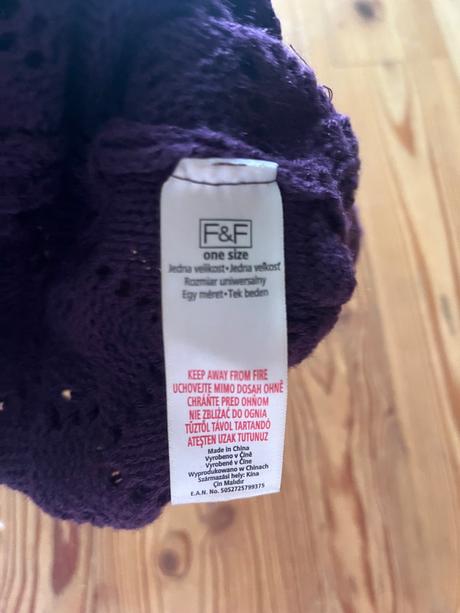 F&F
one size
Jedna velikost•Jedna veľkosť
Rozmiar uniwersalny
Egy méret•Tek beden
KEEP AWAY FROM FIRE
UCHOVEJTE MIMO DOSAH OHNĚ
CHRÁŇTE PRED OHŇOM
NIE ZBLIŻAĆ DO OGNIA
TŰZTŐL TÁVOL TARTANDÓ
ATEŞTEN UZAK TUTUNUZ
Made in China
Vyrobeno v Číně
Vyrobené v Číne
Wyprodukowano w Chinach
Származási hely: Kína
Çin Malıdır
E.A.N. No. 5052725799375